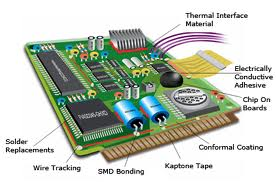 Thermal Interface
Material
Electrically
Conductive
Adhesive
Chip On
Boards
Conformal Coating
Kaptone Tape
SMD Bonding
Wire Tracking
Solder
Replacements